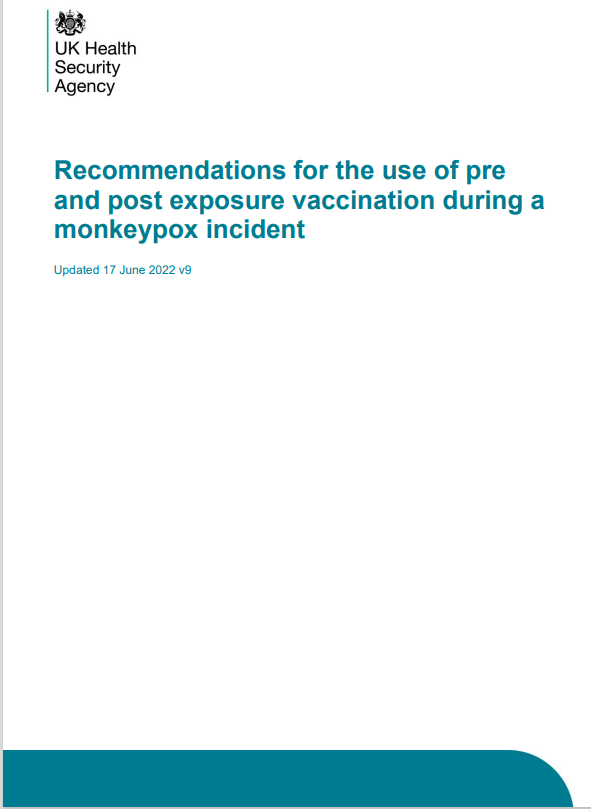 UK Health
Security
Agency
Recommendations for the use of pre
and post exposure vaccination during a
monkeypox incident
Updated 17 June 2022 v9